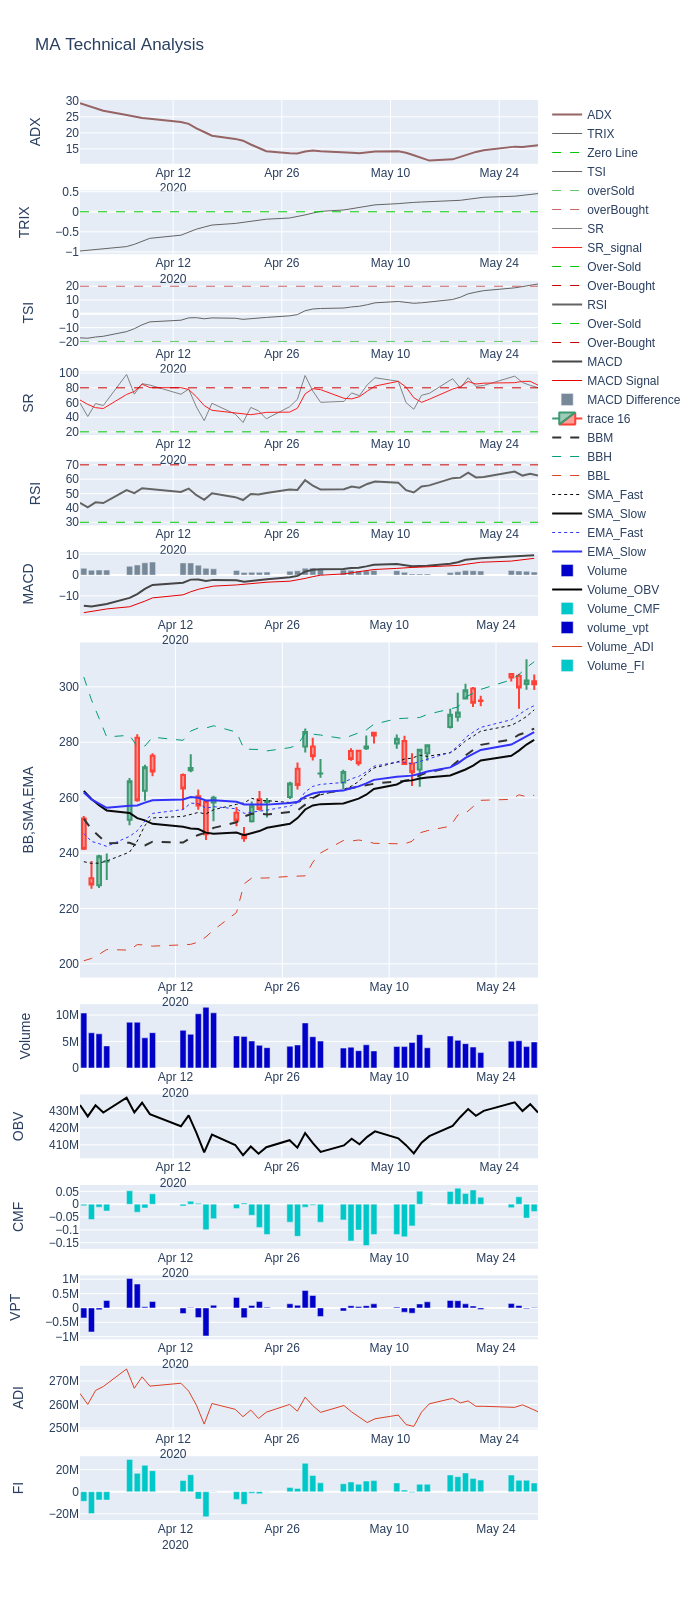 MA Technical Analysis
ADX
30
25
20
15
Apr 12
2020
Apr 26
May 10
May 24
TRIX
0.5
0
−0.5
−1
Apr 12
2020
Apr 26
May 10
May 24
TSI
20
10
0
−10
−20
Apr 12
2020
Apr 26
May 10
May 24
SR
100
80
60
40
20
Apr 12
2020
Apr 26
May 10
May 24
RSI
70
60
50
40
30
Apr 12
2020
Apr 26
May 10
May 24
MACD
10
0
−10
Apr 12
2020
Apr 26
May 10
May 24
BB,SMA,EMA
300
280
260
240
220
200
Apr 12
2020
Apr 26
May 10
May 24
Volume
10M
5M
0
Apr 12
2020
Apr 26
May 10
May 24
OBV
430M
420M
410M
Apr 12
2020
Apr 26
May 10
May 24
CMF
0.05
0
−0.05
−0.1
−0.15
Apr 12
2020
Apr 26
May 10
May 24
VPT
1M
0.5M
0
−0.5M
−1M
Apr 12
2020
Apr 26
May 10
May 24
ADI
270M
260M
250M
Apr 12
2020
Apr 26
May 10
May 24
FI
20M
0
−20M
Apr 12
2020
Apr 26
May 10
May 24
ADX
TRIX
Zero Line
TSI
overSold
overBought
SR
SR_signal
Over-Sold
Over-Bought
RSI
Over-Sold
Over-Bought
MACD
MACD Signal
MACD Difference
trace 16
BBM
BBH
BBL
SMA_Fast
SMA_Slow
EMA_Fast
EMA_Slow
Volume
Volume_OBV
Volume_CMF
volume_vpt
Volume_ADI
Volume_FI